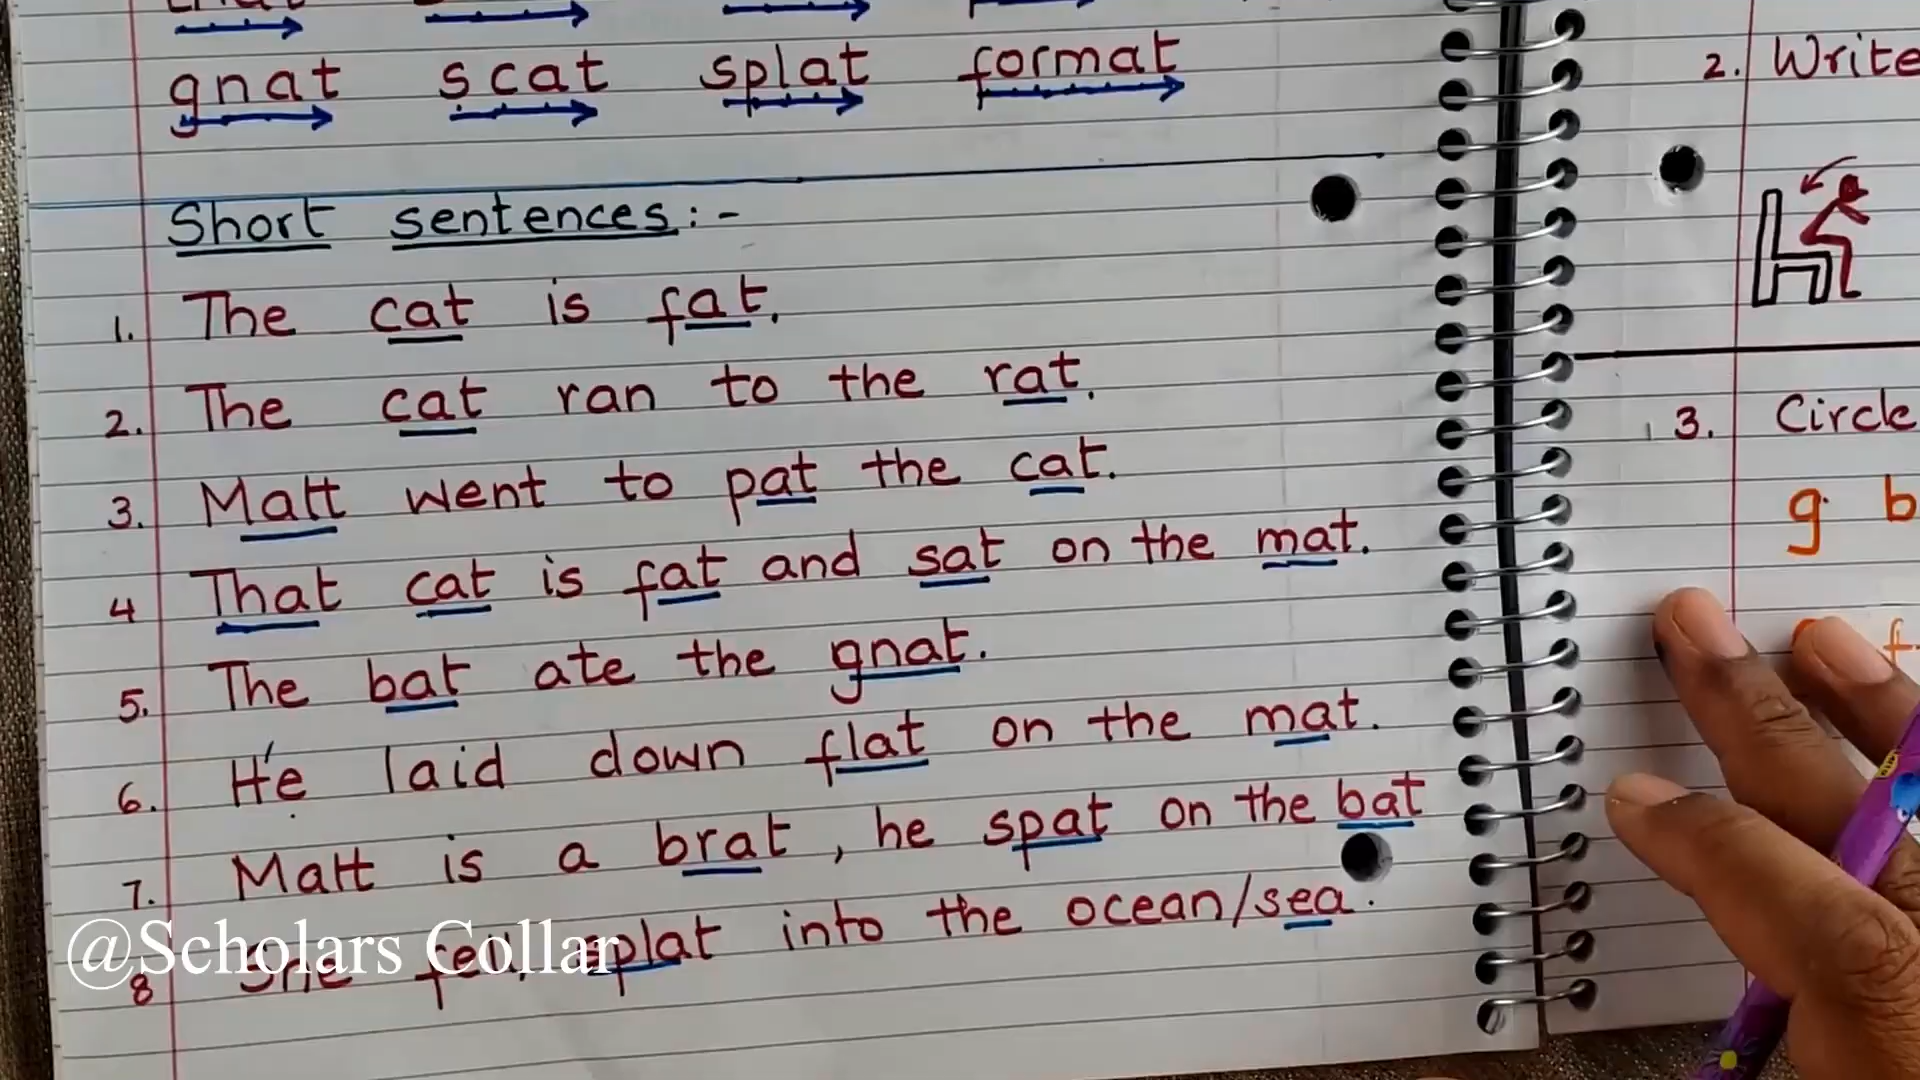 gnat scat splat format
Short sentences:-
1. The cat is fat.
2. The cat ran to the rat.
3. Matt went to pat the cat.
4 That cat is fat and sat on the mat.
5. The bat ate the gnat.
6. He laid down flat on the mat.
7. Matt is a brat, he spat on the bat
8 She fell, splat into the ocean/sea.
@Scholars Collar
2. Write
3. Circle
g b
f